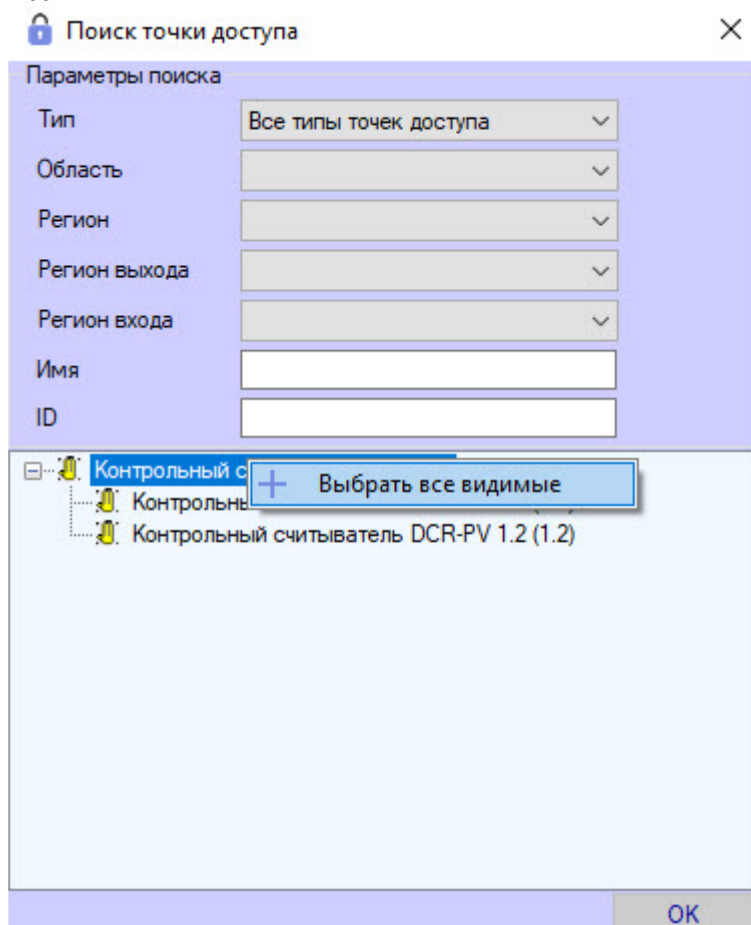 Поиск точки доступа
Параметры поиска
Тип Все типы точек доступа
Область
Регион
Регион выхода
Регион входа
Имя
ID
Контрольный с
Выбрать все видимые
Контрольны
Контрольный считыватель DCR-PV 1.2 (1.2)
OK